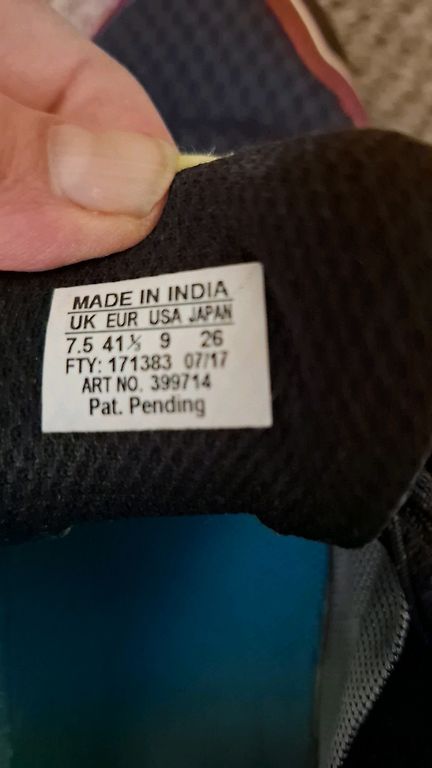 MADE IN INDIA
UK EUR USA JAPAN
7.5 41½ 9 26
FTY: 171383 07/17
ART NO. 399714
Pat. Pending